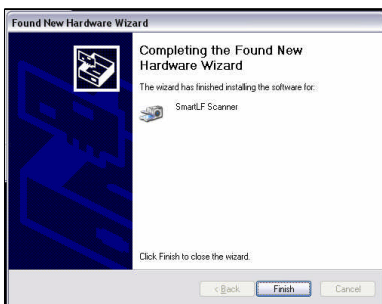 Found New Hardware Wizard
Completing the Found New
Hardware Wizard
The wizard has finished installing the software for:
SmartLF Scanner
Click Finish to close the wizard.
< Back
Finish
Cancel